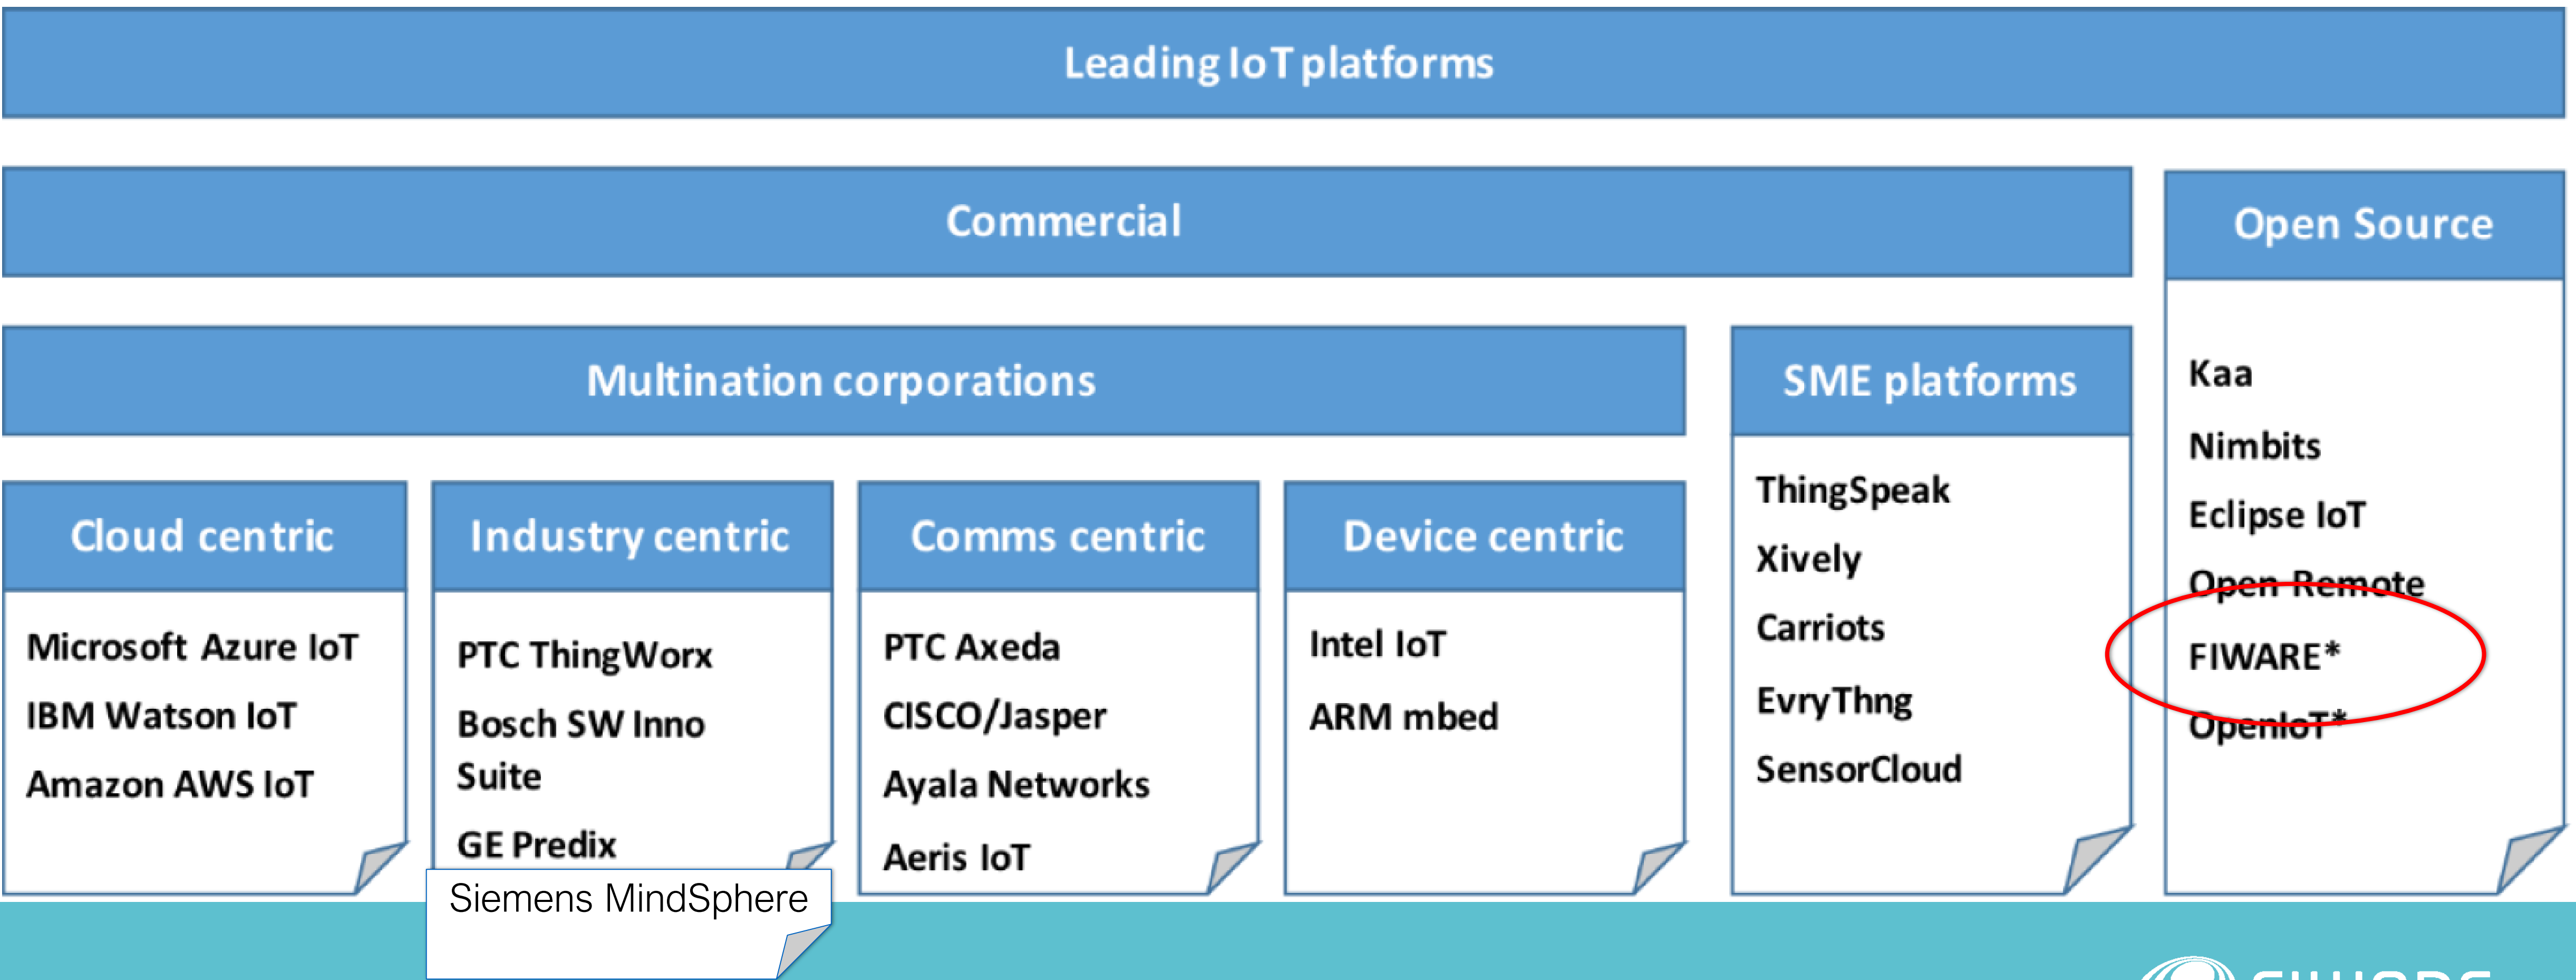 Leading IoT platforms
Commercial
Open Source
Multination corporations
SME platforms
Cloud centric
Industry centric
Comms centric
Device centric
Microsoft Azure IoT
IBM Watson IoT
Amazon AWS IoT
PTC ThingWorx
Bosch SW Inno
Suite
GE Predix
Siemens MindSphere
PTC Axeda
CISCO/Jasper
Ayala Networks
Aeris IoT
Intel IoT
ARM mbed
ThingSpeak
Xively
Carriots
EvryThng
SensorCloud
Kaa
Nimbits
Eclipse IoT
Open Remote
FIWARE*
OpenIoT*